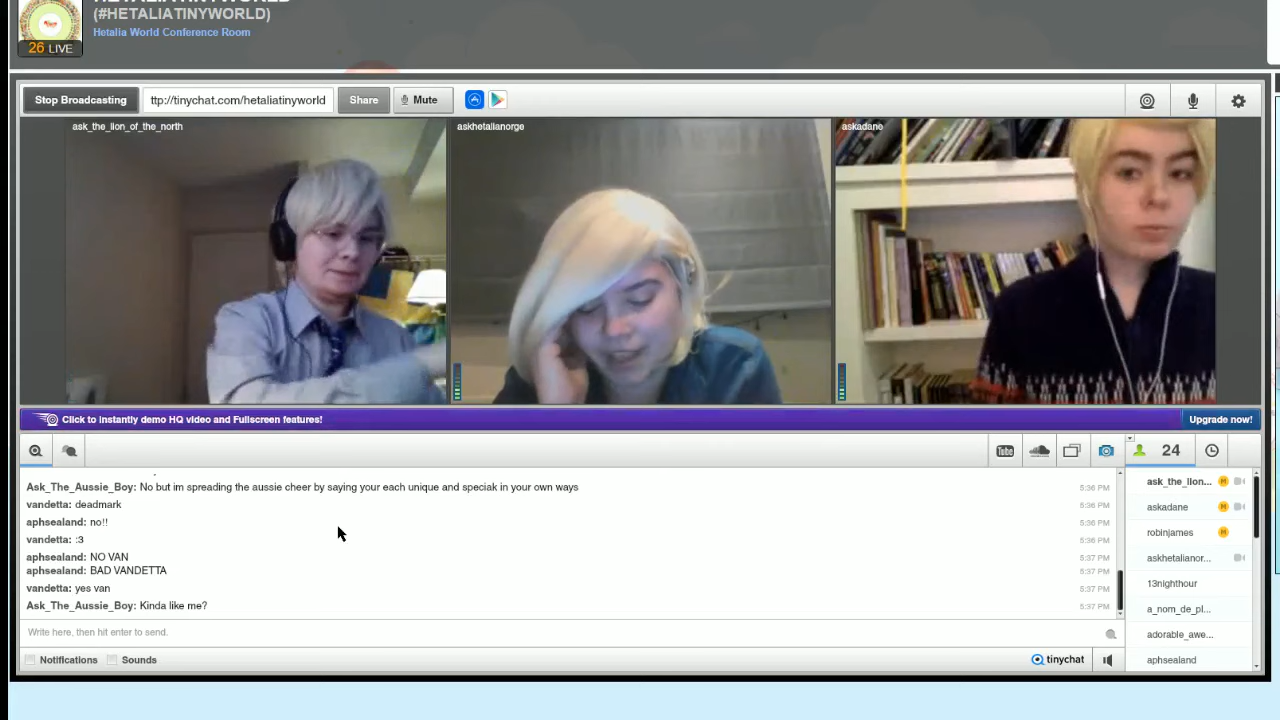 HETALIATINYWORLD
(#HETALIATINYWORLD)
Hetalia World Conference Room
26 LIVE
Stop Broadcasting
ttp://tinychat.com/hetaliatinyworld
Share
Mute
ask_the_lion_of_the_north
askhetalianorge
askadane
Click to instantly demo HQ video and Fullscreen features!
Upgrade now!
You Tube
24
Ask_The_Aussie_Boy: No but im spreading the aussie cheer by saying your each unique and speciak in your own ways 5:36 PM
vandetta: deadmark 5:36 PM
aphsealand: no!! 5:36 PM
vandetta: :3 5:36 PM
aphsealand: NO VAN 5:37 PM
aphsealand: BAD VANDETTA 5:37 PM
vandetta: yes van 5:37 PM
Ask_The_Aussie_Boy: Kinda like me? 5:37 PM
ask_the_lion... M
askadane M
robinjames M
askhetalianor...
13nighthour
a_nom_de_pl...
adorable_awe...
aphsealand
Write here, then hit enter to send.
Notifications
Sounds
tinychat